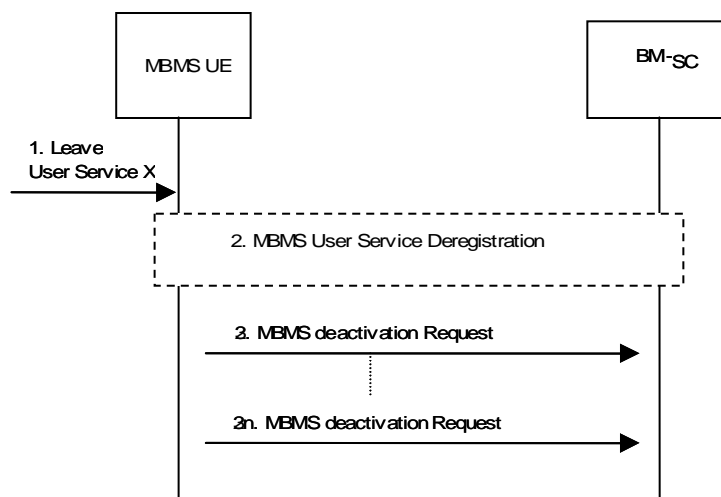 MBMS UE
BM-SC
1. Leave
User Service X
2. MBMS User Service Deregistration
3. MBMS deactivation Request
3n. MBMS deactivation Request